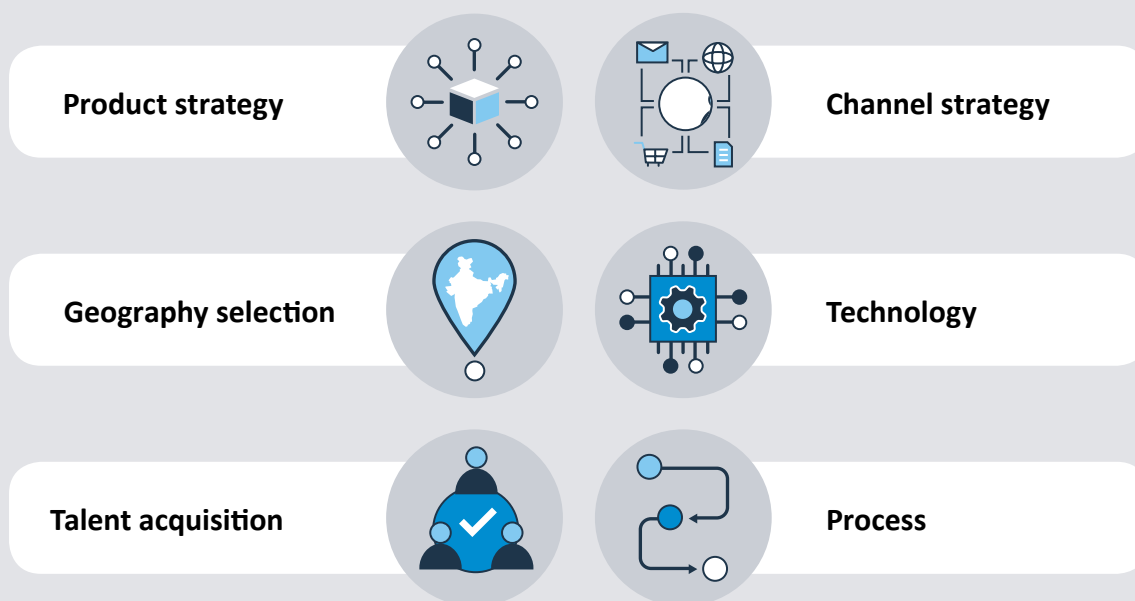 Product strategy
Channel strategy
Geography selection
Technology
Talent acquisition
Process